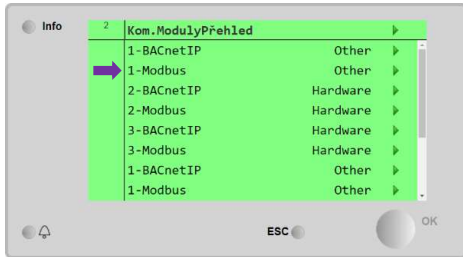 Info
2 Kom.ModulyPřehled
1-BACnetIP Other
1-Modbus Other
2-BACnetIP Hardware
2-Modbus Hardware
3-BACnetIP Hardware
3-Modbus Hardware
1-BACnetIP Other
1-Modbus Other
ESC
OK